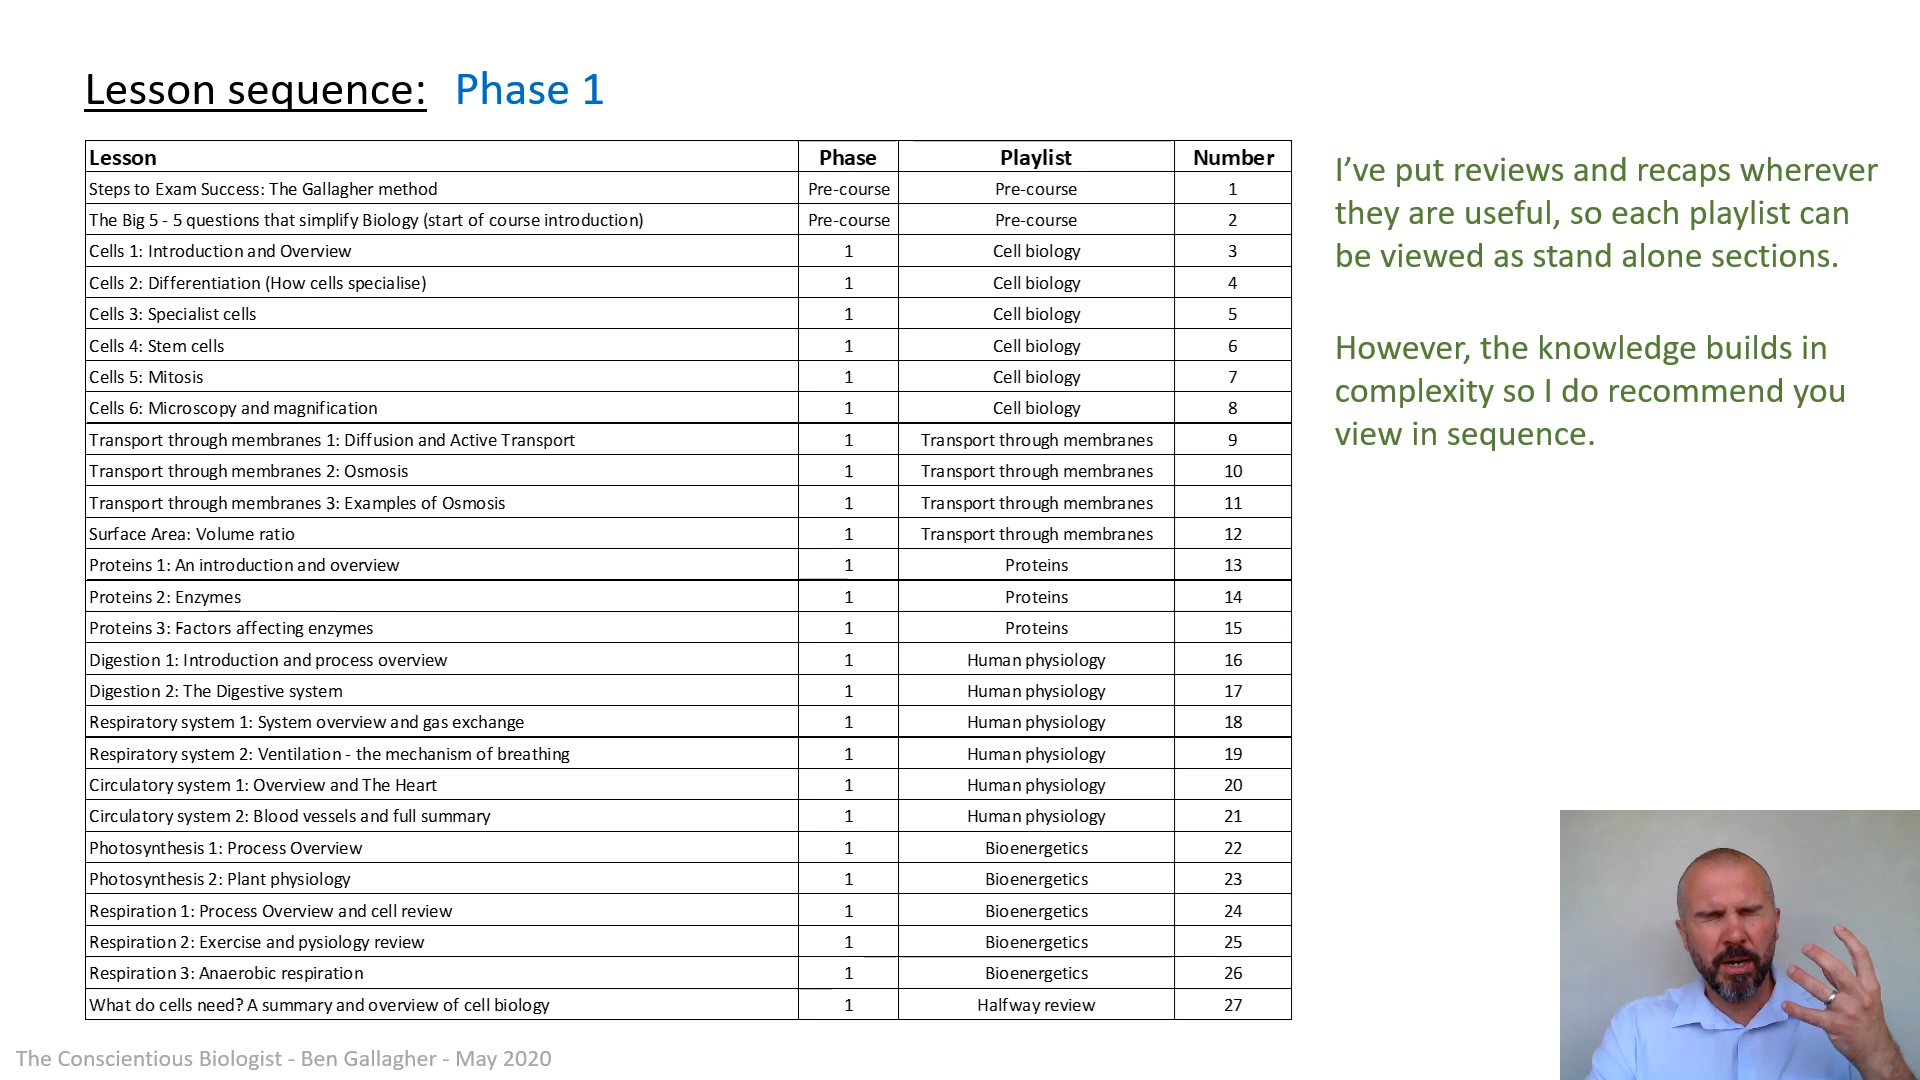 Lesson sequence: Phase 1
Lesson Phase Playlist Number
Steps to Exam Success: The Gallagher method Pre-course Pre-course 1
The Big 5 - 5 questions that simplify Biology (start of course introduction) Pre-course Pre-course 2
Cells 1: Introduction and Overview 1 Cell biology 3
Cells 2: Differentiation (How cells specialise) 1 Cell biology 4
Cells 3: Specialist cells 1 Cell biology 5
Cells 4: Stem cells 1 Cell biology 6
Cells 5: Mitosis 1 Cell biology 7
Cells 6: Microscopy and magnification 1 Cell biology 8
Transport through membranes 1: Diffusion and Active Transport 1 Transport through membranes 9
Transport through membranes 2: Osmosis 1 Transport through membranes 10
Transport through membranes 3: Examples of Osmosis 1 Transport through membranes 11
Surface Area: Volume ratio 1 Transport through membranes 12
Proteins 1: An introduction and overview 1 Proteins 13
Proteins 2: Enzymes 1 Proteins 14
Proteins 3: Factors affecting enzymes 1 Proteins 15
Digestion 1: Introduction and process overview 1 Human physiology 16
Digestion 2: The Digestive system 1 Human physiology 17
Respiratory system 1: System overview and gas exchange 1 Human physiology 18
Respiratory system 2: Ventilation - the mechanism of breathing 1 Human physiology 19
Circulatory system 1: Overview and The Heart 1 Human physiology 20
Circulatory system 2: Blood vessels and full summary 1 Human physiology 21
Photosynthesis 1: Process Overview 1 Bioenergetics 22
Photosynthesis 2: Plant physiology 1 Bioenergetics 23
Respiration 1: Process Overview and cell review 1 Bioenergetics 24
Respiration 2: Exercise and pysiology review 1 Bioenergetics 25
Respiration 3: Anaerobic respiration 1 Bioenergetics 26
What do cells need? A summary and overview of cell biology 1 Halfway review 27
I've put reviews and recaps wherever
they are useful, so each playlist can
be viewed as stand alone sections.
However, the knowledge builds in
complexity so I do recommend you
view in sequence.
The Conscientious Biologist - Ben Gallagher - May 2020